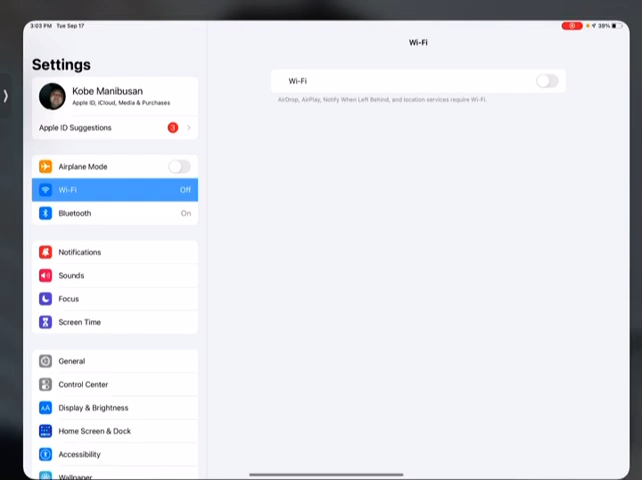 3:03 PM Tue Sep 17
39%
Settings
Wi-Fi
Kobe Manibusan
Apple ID, iCloud, Media & Purchases
Apple ID Suggestions 3
Wi-Fi
AirDrop, AirPlay, Notify When Left Behind, and location services require Wi-Fi.
Airplane Mode
Wi-Fi Off
Bluetooth On
Notifications
Sounds
Focus
Screen Time
General
Control Center
AA Display & Brightness
Home Screen & Dock
Accessibility
Wallpaper